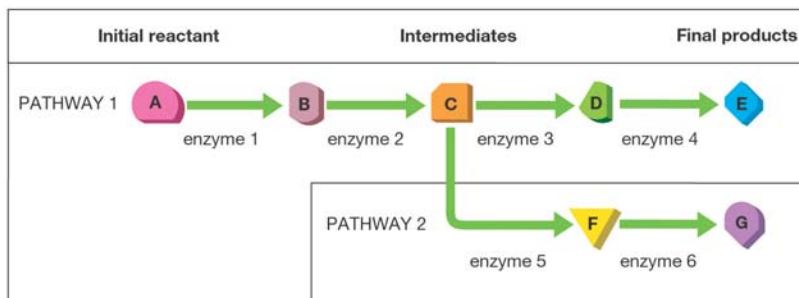 Initial reactant Intermediates Final products
PATHWAY 1 A B C D E
enzyme 1 enzyme 2 enzyme 3 enzyme 4
PATHWAY 2 F G
enzyme 5 enzyme 6